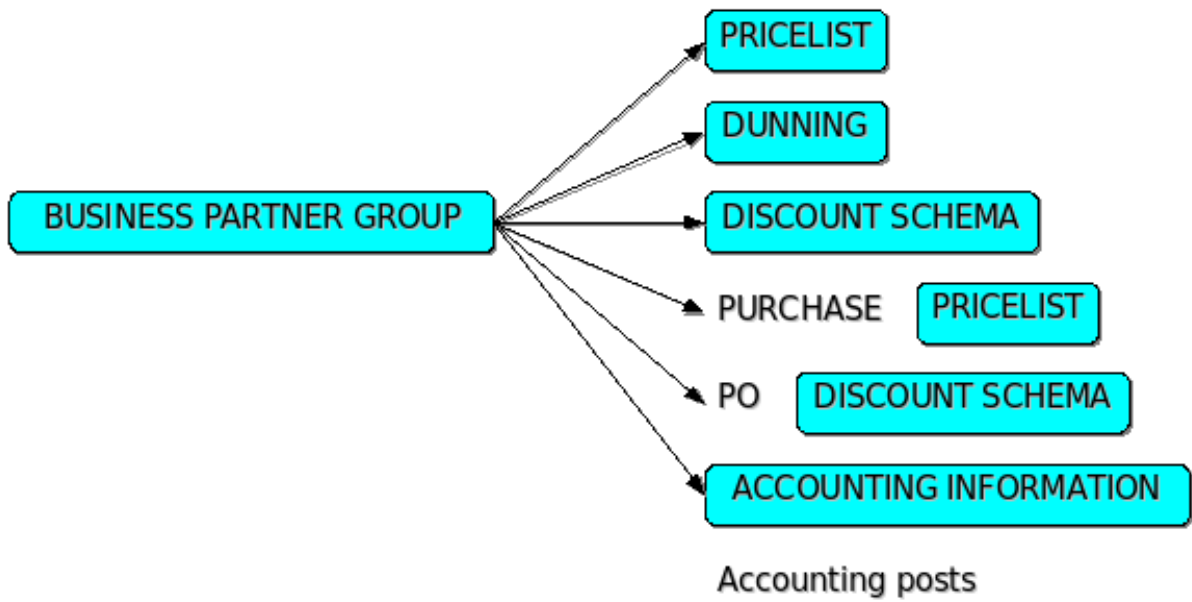 PRICELIST
DUNNING
BUSINESS PARTNER GROUP
DISCOUNT SCHEMA
PURCHASE PRICELIST
PO DISCOUNT SCHEMA
ACCOUNTING INFORMATION
Accounting posts